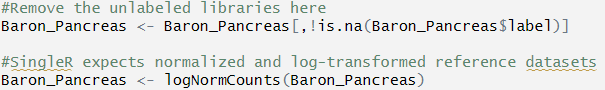 #Remove the unlabeled libraries here
Baron_Pancreas <- Baron_Pancreas[,!is.na(Baron_Pancreas$label)]
#SingleR expects normalized and log-transformed reference datasets
Baron_Pancreas <- logNormCounts(Baron_Pancreas)